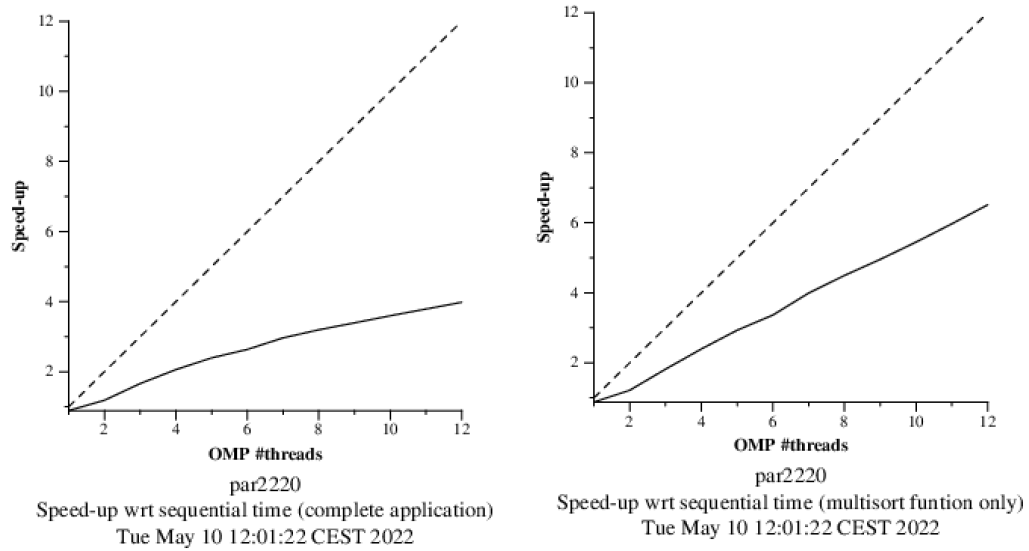 12
10
8
6
4
2
Speed-up
2 4 6 8 10 12
OMP #threads
par2220
Speed-up wrt sequential time (complete application)
Tue May 10 12:01:22 CEST 2022
12
10
8
6
4
2
Speed-up
2 4 6 8 10 12
OMP #threads
par2220
Speed-up wrt sequential time (multisort funtion only)
Tue May 10 12:01:22 CEST 2022